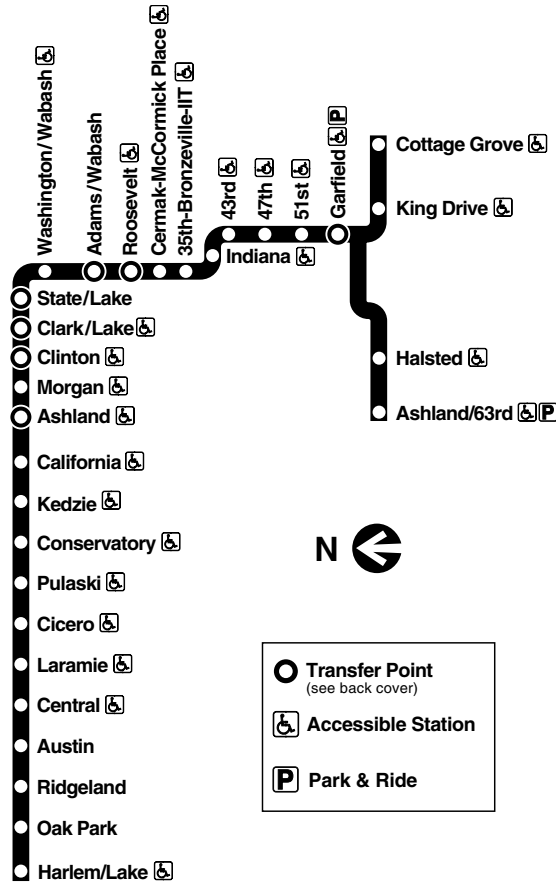 Washington/Wabash
Adams/Wabash
Roosevelt
Cermak-McCormick Place
35th-Bronzeville-IIT
43rd
47th
51st
Garfield P
Cottage Grove
King Drive
Indiana
State/Lake
Clark/Lake
Clinton
Morgan
Ashland
Halsted
Ashland/63rd P
California
Kedzie
Conservatory
Pulaski
Cicero
Laramie
Central
Austin
Ridgeland
Oak Park
Harlem/Lake
N
Transfer Point
(see back cover)
Accessible Station
P Park & Ride